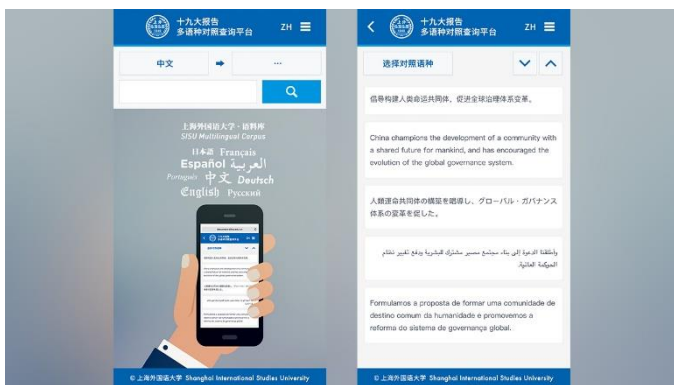 十九大报告
多语种对照查询平台
ZH
中文
...
上海外国语大学·语料库
SISU Multilingual Corpus
日本語 Français
Español العربية
Português 中文 Deutsch
English Русский
© 上海外国语大学 Shanghai International Studies University
十九大报告
多语种对照查询平台
ZH
选择对照语种
倡导构建人类命运共同体，促进全球治理体系变革。
China champions the development of a community with
a shared future for mankind, and has encouraged the
evolution of the global governance system.
人類運命共同体の構築を唱導し、グローバル・ガバナンス
体系の変革を促した。
وأطلقنا الدعوة إلى بناء مجتمع مصير مشترك للبشرية ودفع تغيير نظام
الحوكمة العالمية.
Formulamos a proposta de formar uma comunidade de
destino comum da humanidade e promovemos a
reforma do sistema de governança global.
© 上海外国语大学 Shanghai International Studies University